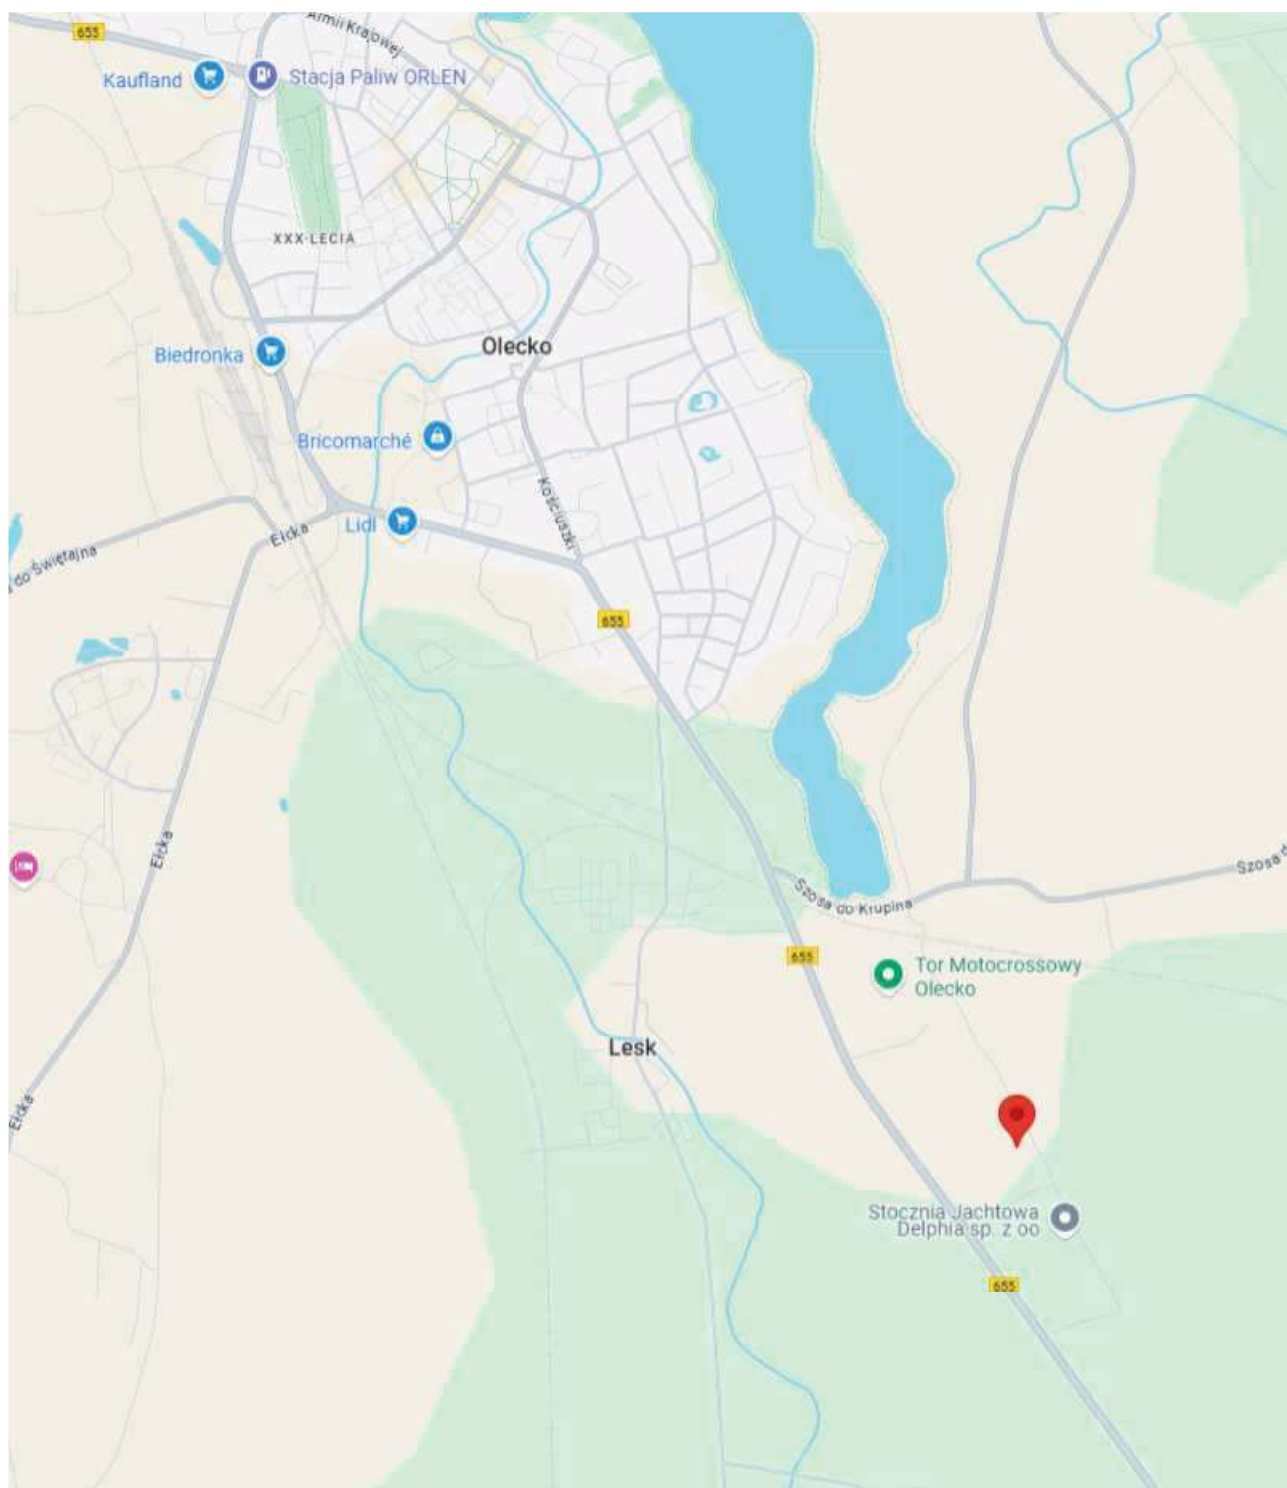 655
Armii Krajowej
Kaufland
Stacja Paliw ORLEN
XXX-LECIA
Biedronka
Olecko
Bricomarché
Kościuszki
Lidl
Ełcka
do Świętajna
655
Ełcka
Szosa do Krupina
Szosa d
655
Tor Motocrossowy
Olecko
Lesk
Ełcka
Stocznia Jachtowa
Delphia sp. z oo
655